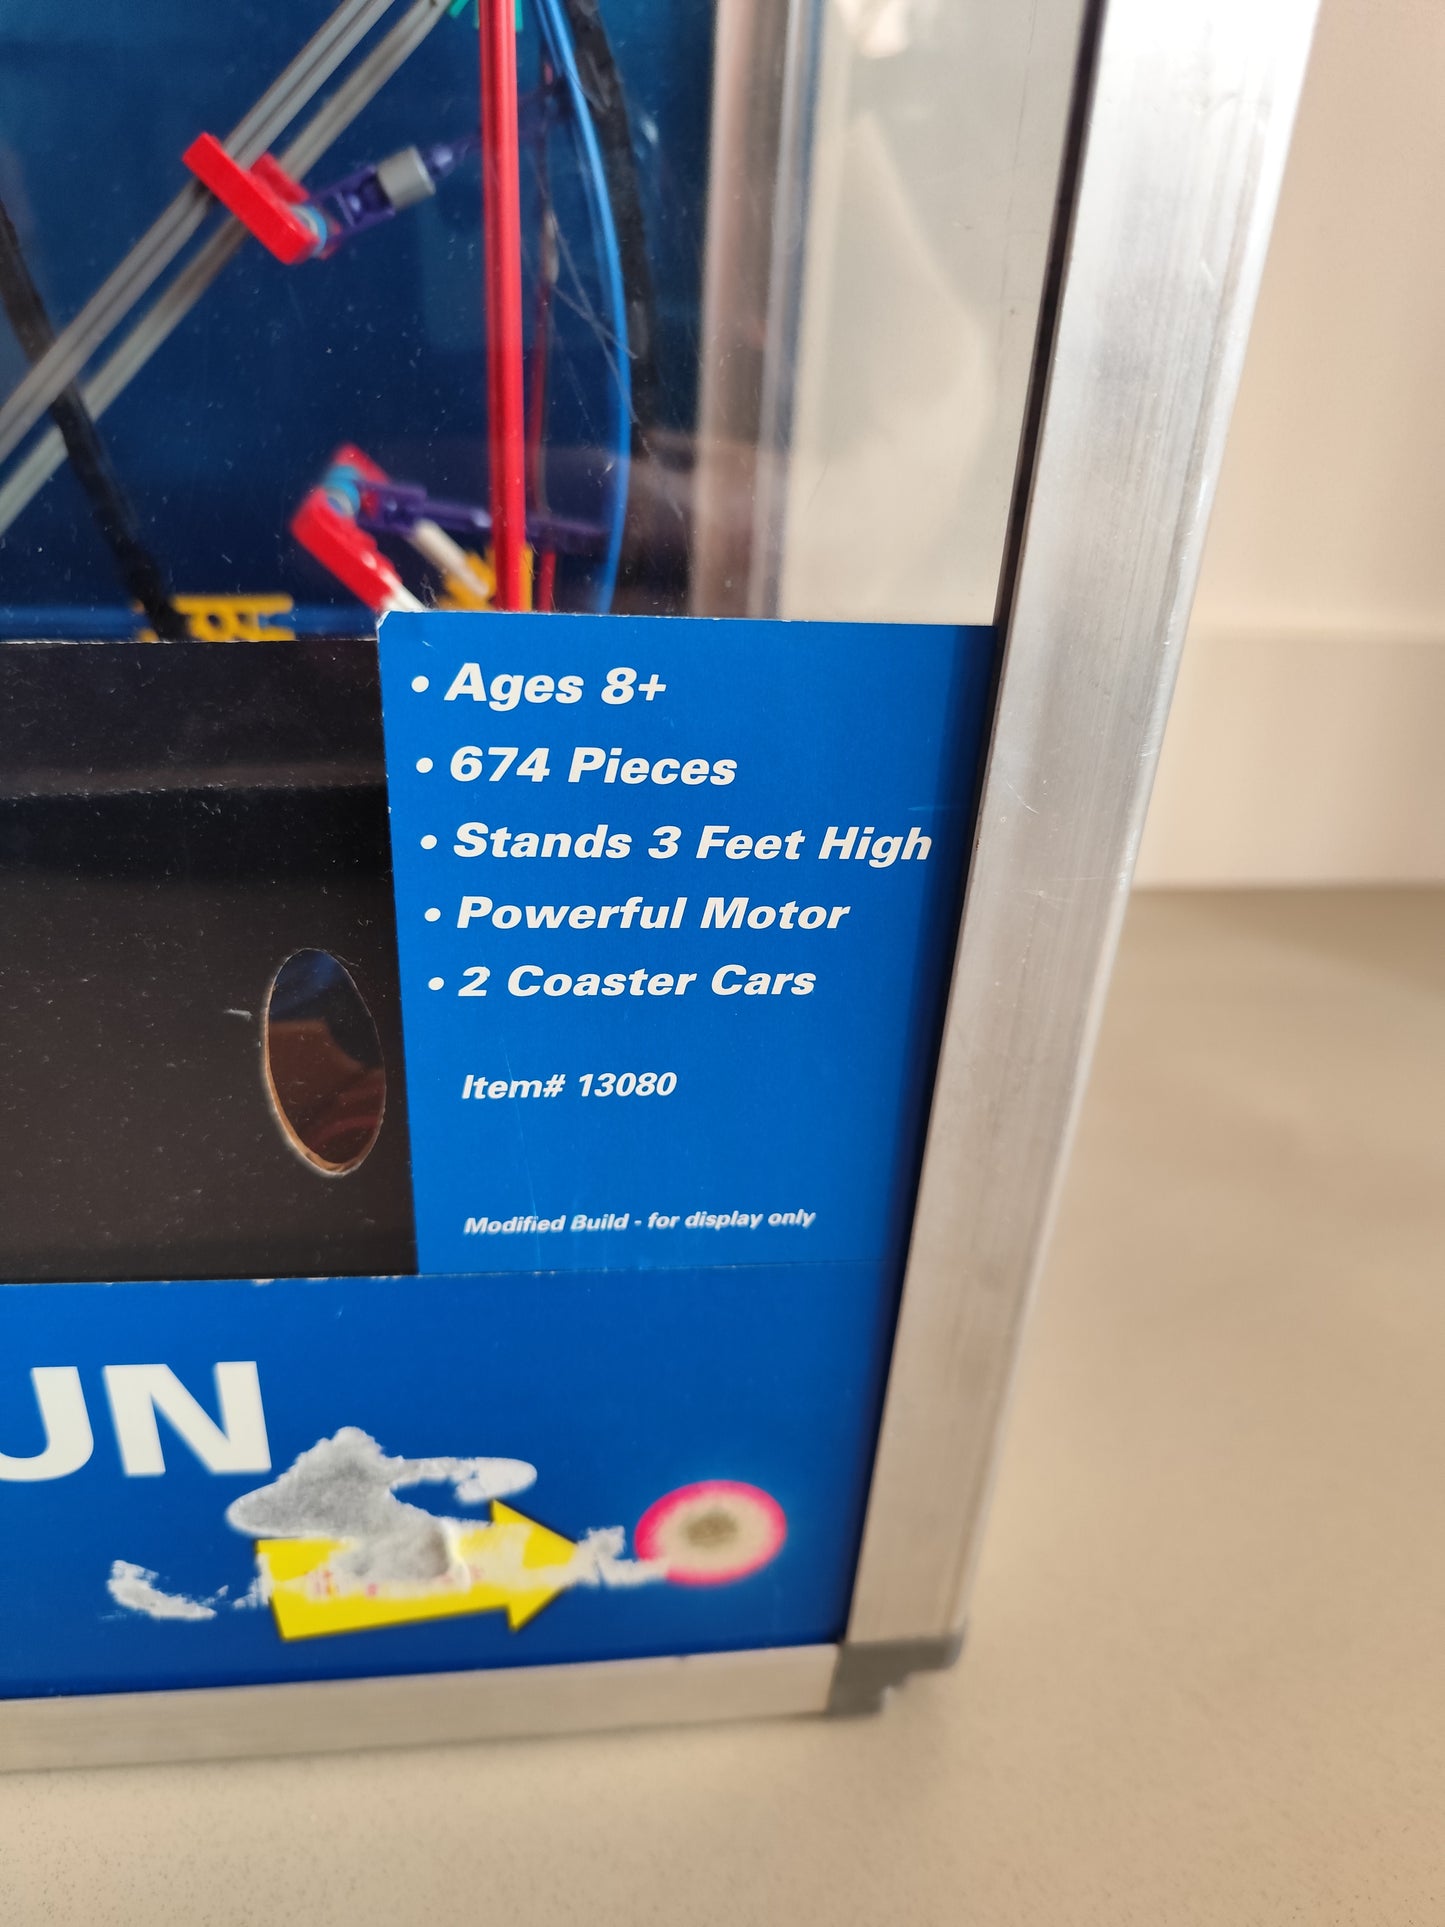 • Ages 8+
• 674 Pieces
• Stands 3 Feet High
• Powerful Motor
• 2 Coaster Cars
Item# 13080
Modified Build - for display only
UN